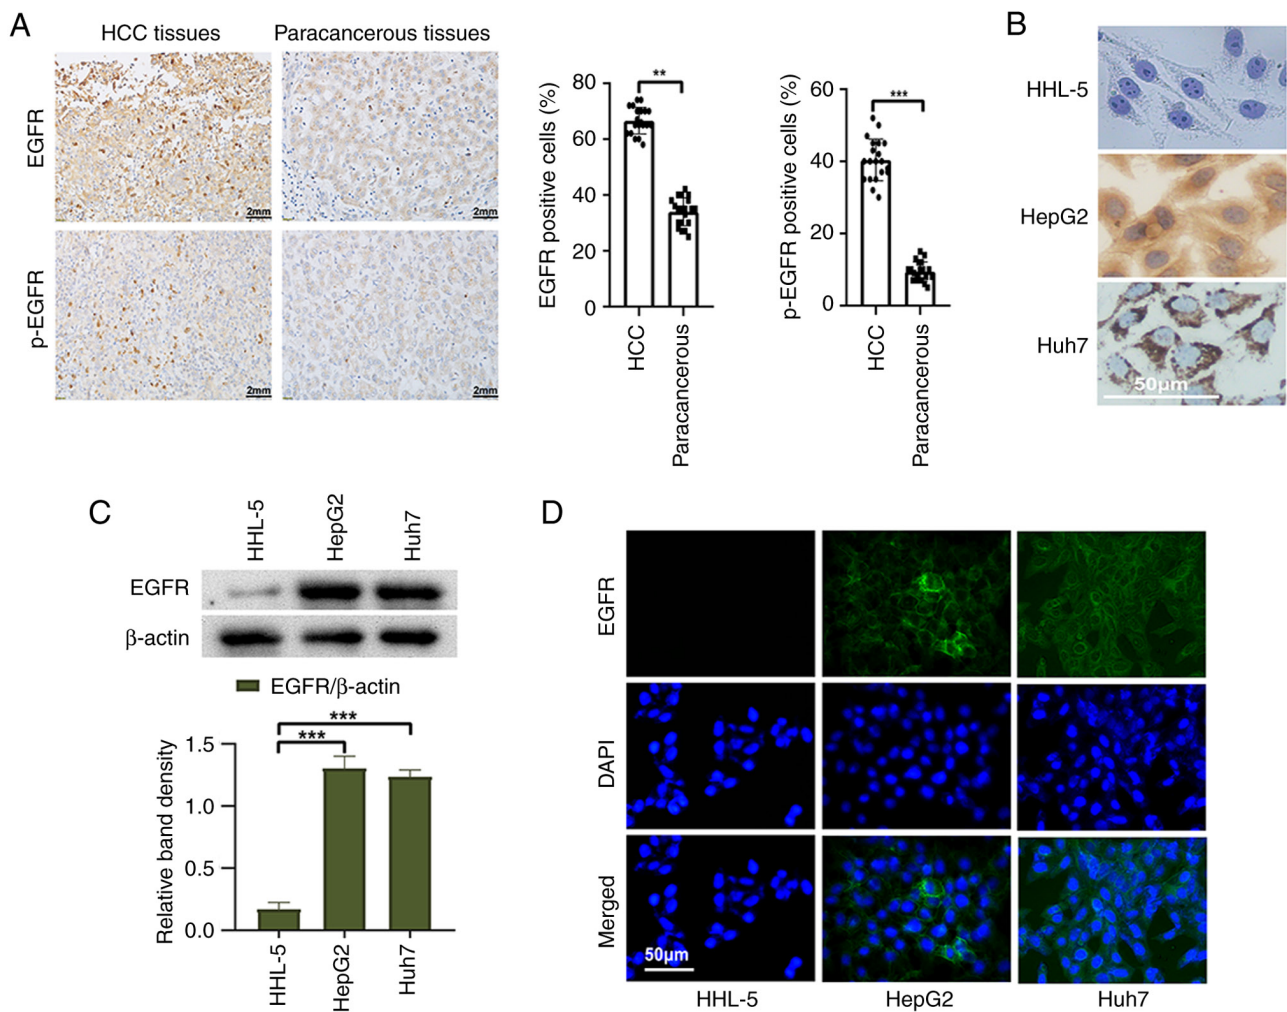 A
HCC tissues
Paracancerous tissues
EGFR
2mm
2mm
p-EGFR
2mm
2mm
EGFR positive cells (%)
80
60
40
20
0
**
HCC
Paracancerous
p-EGFR positive cells (%)
60
40
20
0
***
HCC
Paracancerous
B
HHL-5
HepG2
Huh7
50μm
C
HHL-5
HepG2
Huh7
EGFR
β-actin
EGFR/β-actin
Relative band density
1.5
1.0
0.5
0.0
***
***
HHL-5
HepG2
Huh7
D
EGFR
DAPI
Merged
50μm
HHL-5
HepG2
Huh7